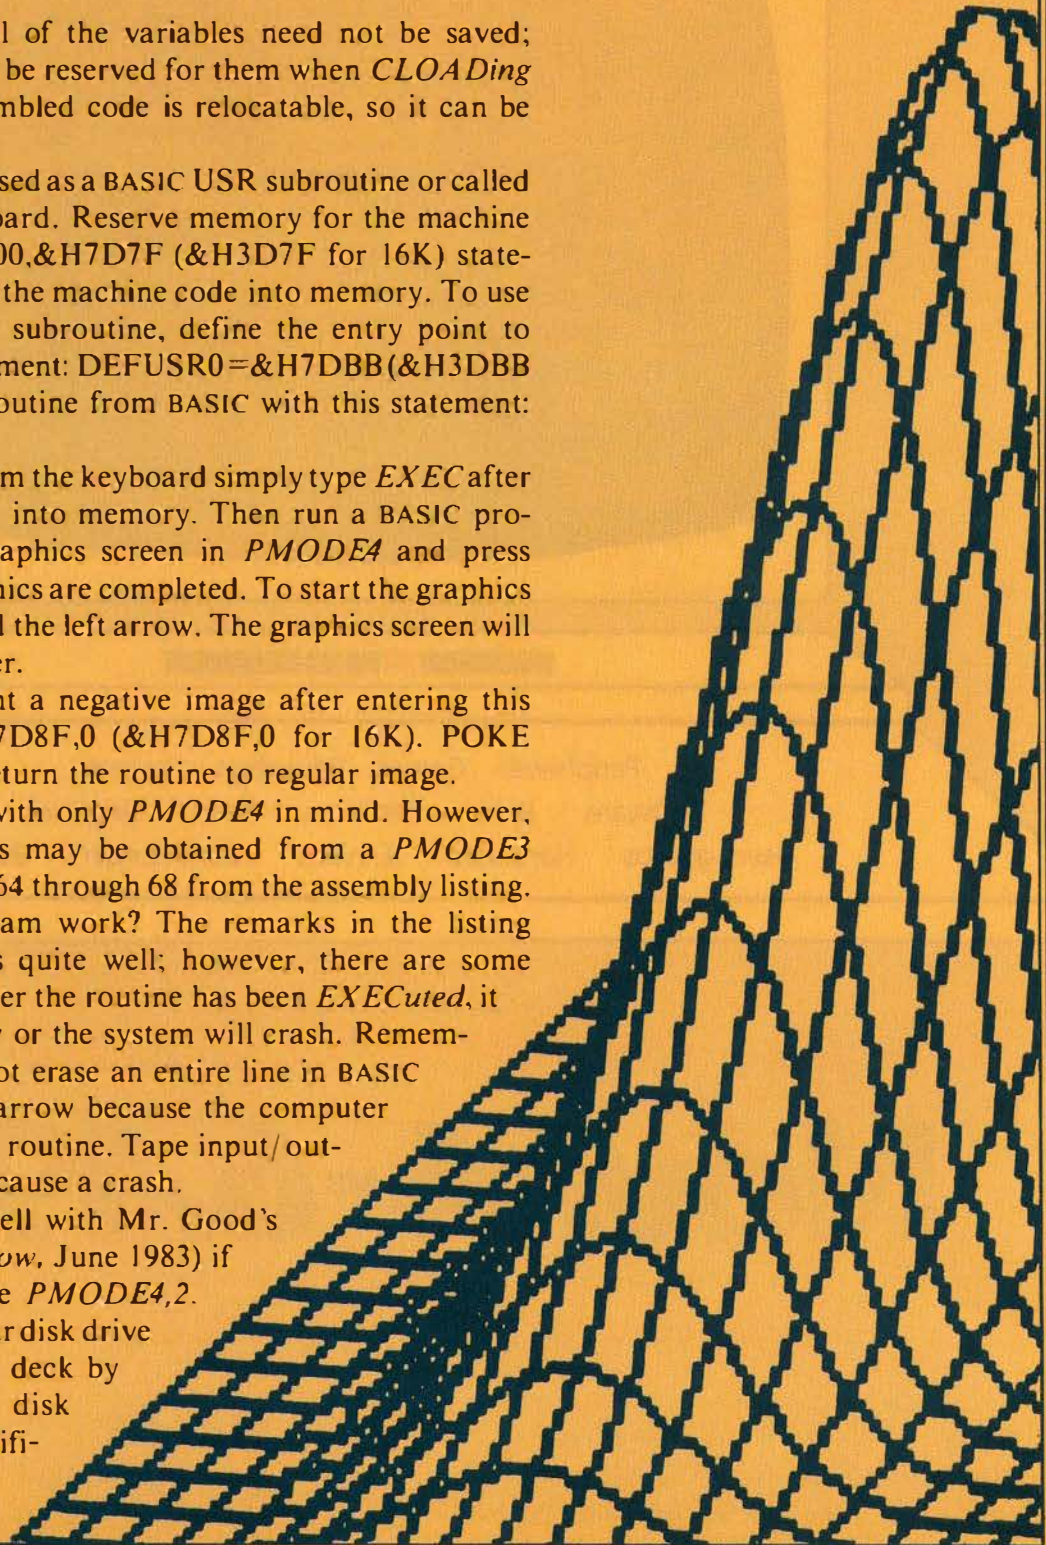 l of the variables need not be saved;
be reserved for them when CLOADing
mbled code is relocatable, so it can be
sed as a BASIC USR subroutine or called
oard. Reserve memory for the machine
00,&H7D7F (&H3D7F for 16K) state-
the machine code into memory. To use
subroutine, define the entry point to
ment: DEFUSR0=&H7DBB(&H3DBB
outine from BASIC with this statement:
m the keyboard simply type EXEC after
into memory. Then run a BASIC pro-
raphics screen in PMODE4 and press
hics are completed. To start the graphics
d the left arrow. The graphics screen will
er.
nt a negative image after entering this
7D8F,0 (&H7D8F,0 for 16K). POKE
eturn the routine to regular image.
with only PMODE4 in mind. However,
s may be obtained from a PMODE3
64 through 68 from the assembly listing.
am work? The remarks in the listing
s quite well; however, there are some
er the routine has been EXECuted, it
y or the system will crash. Remem-
ot erase an entire line in BASIC
arrow because the computer
routine. Tape input/out-
cause a crash.
ell with Mr. Good's
ow, June 1983) if
e PMODE4,2.
r disk drive
deck by
disk
ifi-